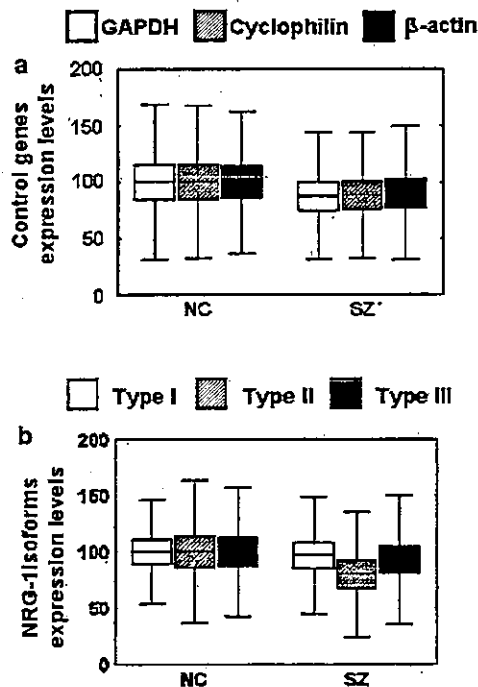 GAPDH Cyclophilin β-actin
a
Control genes
expression levels
200
150
100
50
0
NC SZ
Type I Type II Type III
b
NRG-1 Isoforms
expression levels
200
150
100
50
0
NC SZ